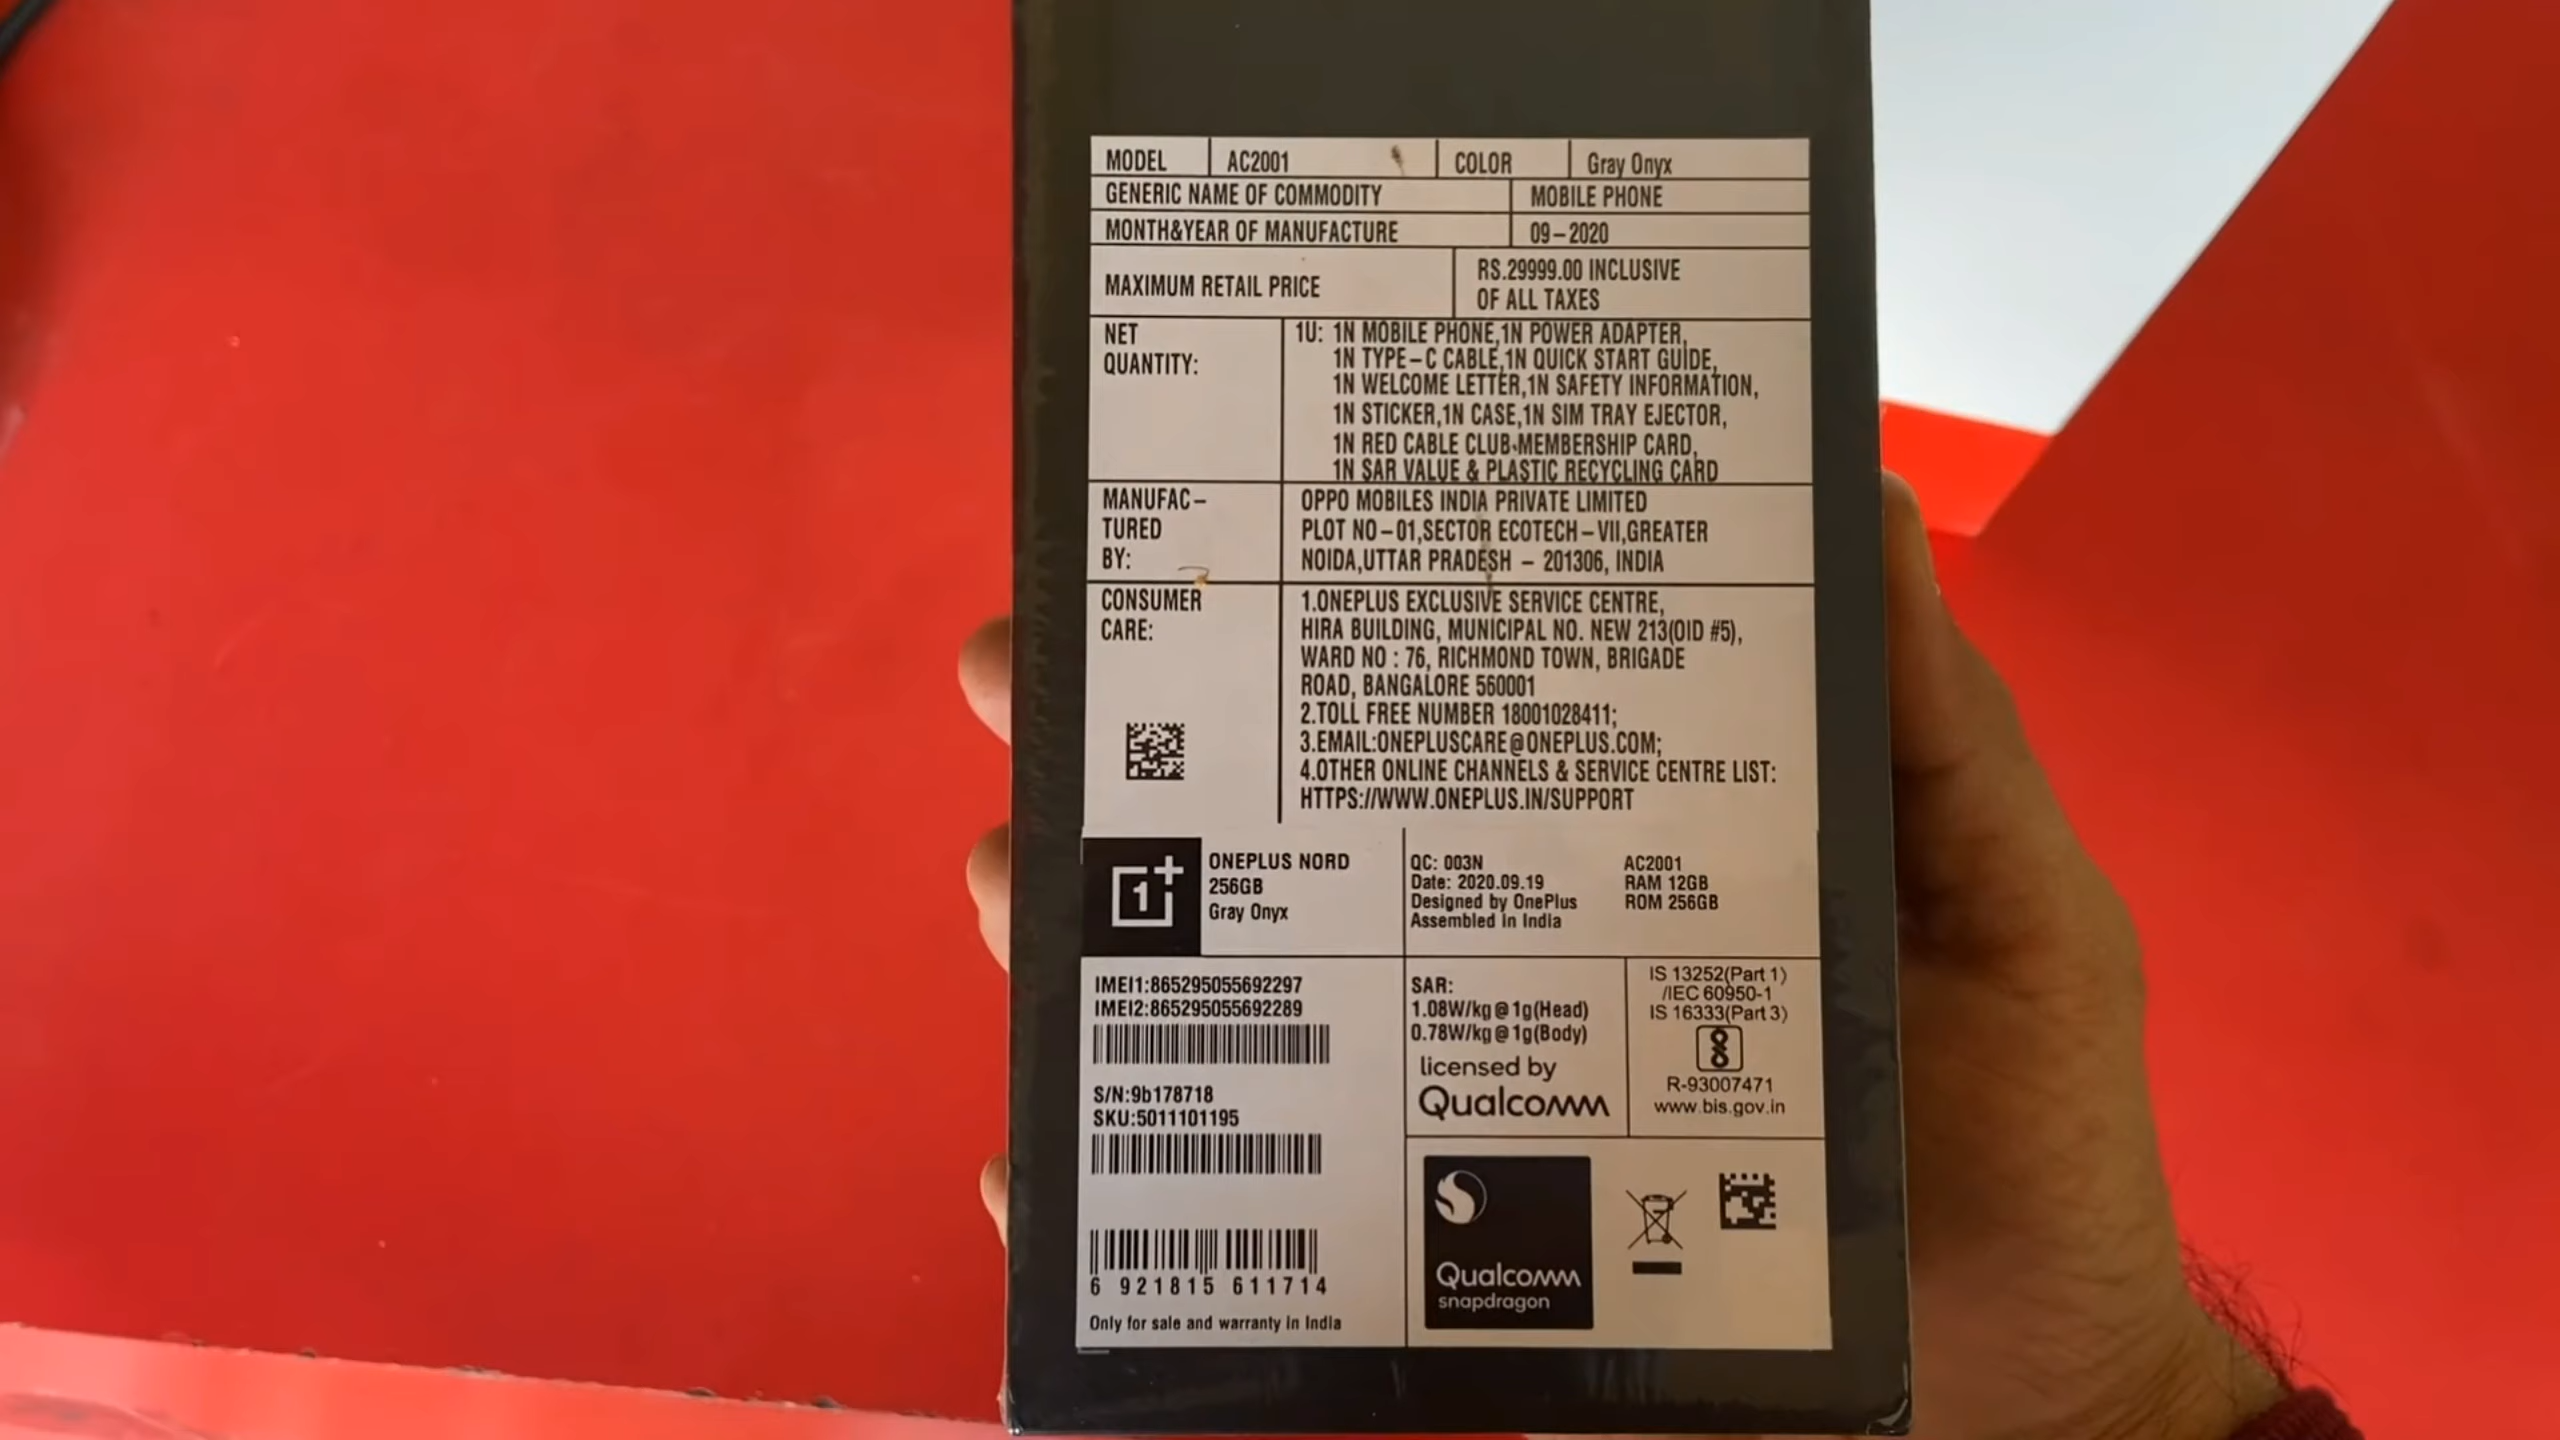 MODEL AC2001 COLOR Gray Onyx
GENERIC NAME OF COMMODITY MOBILE PHONE
MONTH&YEAR OF MANUFACTURE 09-2020
MAXIMUM RETAIL PRICE RS.29999.00 INCLUSIVE
OF ALL TAXES
NET
QUANTITY:
1U: 1N MOBILE PHONE,1N POWER ADAPTER,
1N TYPE-C CABLE,1N QUICK START GUIDE,
1N WELCOME LETTER,1N SAFETY INFORMATION,
1N STICKER,1N CASE,1N SIM TRAY EJECTOR,
1N RED CABLE CLUB MEMBERSHIP CARD,
1N SAR VALUE & PLASTIC RECYCLING CARD
MANUFAC-
TURED
BY:
OPPO MOBILES INDIA PRIVATE LIMITED
PLOT NO-01,SECTOR ECOTECH-VII,GREATER
NOIDA,UTTAR PRADESH - 201306, INDIA
CONSUMER
CARE:
1.ONEPLUS EXCLUSIVE SERVICE CENTRE,
HIRA BUILDING, MUNICIPAL NO. NEW 213(OID #5),
WARD NO : 76, RICHMOND TOWN, BRIGADE
ROAD, BANGALORE 560001
2.TOLL FREE NUMBER 18001028411;
3.EMAIL:ONEPLUSCARE@ONEPLUS.COM;
4.OTHER ONLINE CHANNELS & SERVICE CENTRE LIST:
HTTPS://WWW.ONEPLUS.IN/SUPPORT
1+
ONEPLUS NORD
256GB
Gray Onyx
QC: 003N
Date: 2020.09.19
Designed by OnePlus
Assembled in India
AC2001
RAM 12GB
ROM 256GB
IMEI1:865295055692297
IMEI2:865295055692289
S/N:9b178718
SKU:5011101195
6 921815 611714
Only for sale and warranty in India
SAR:
1.08W/kg@1g(Head)
0.78W/kg@1g(Body)
licensed by
Qualcomm
IS 13252(Part 1)
/IEC 60950-1
IS 16333(Part 3)
R-93007471
www.bis.gov.in
Qualcomm
snapdragon